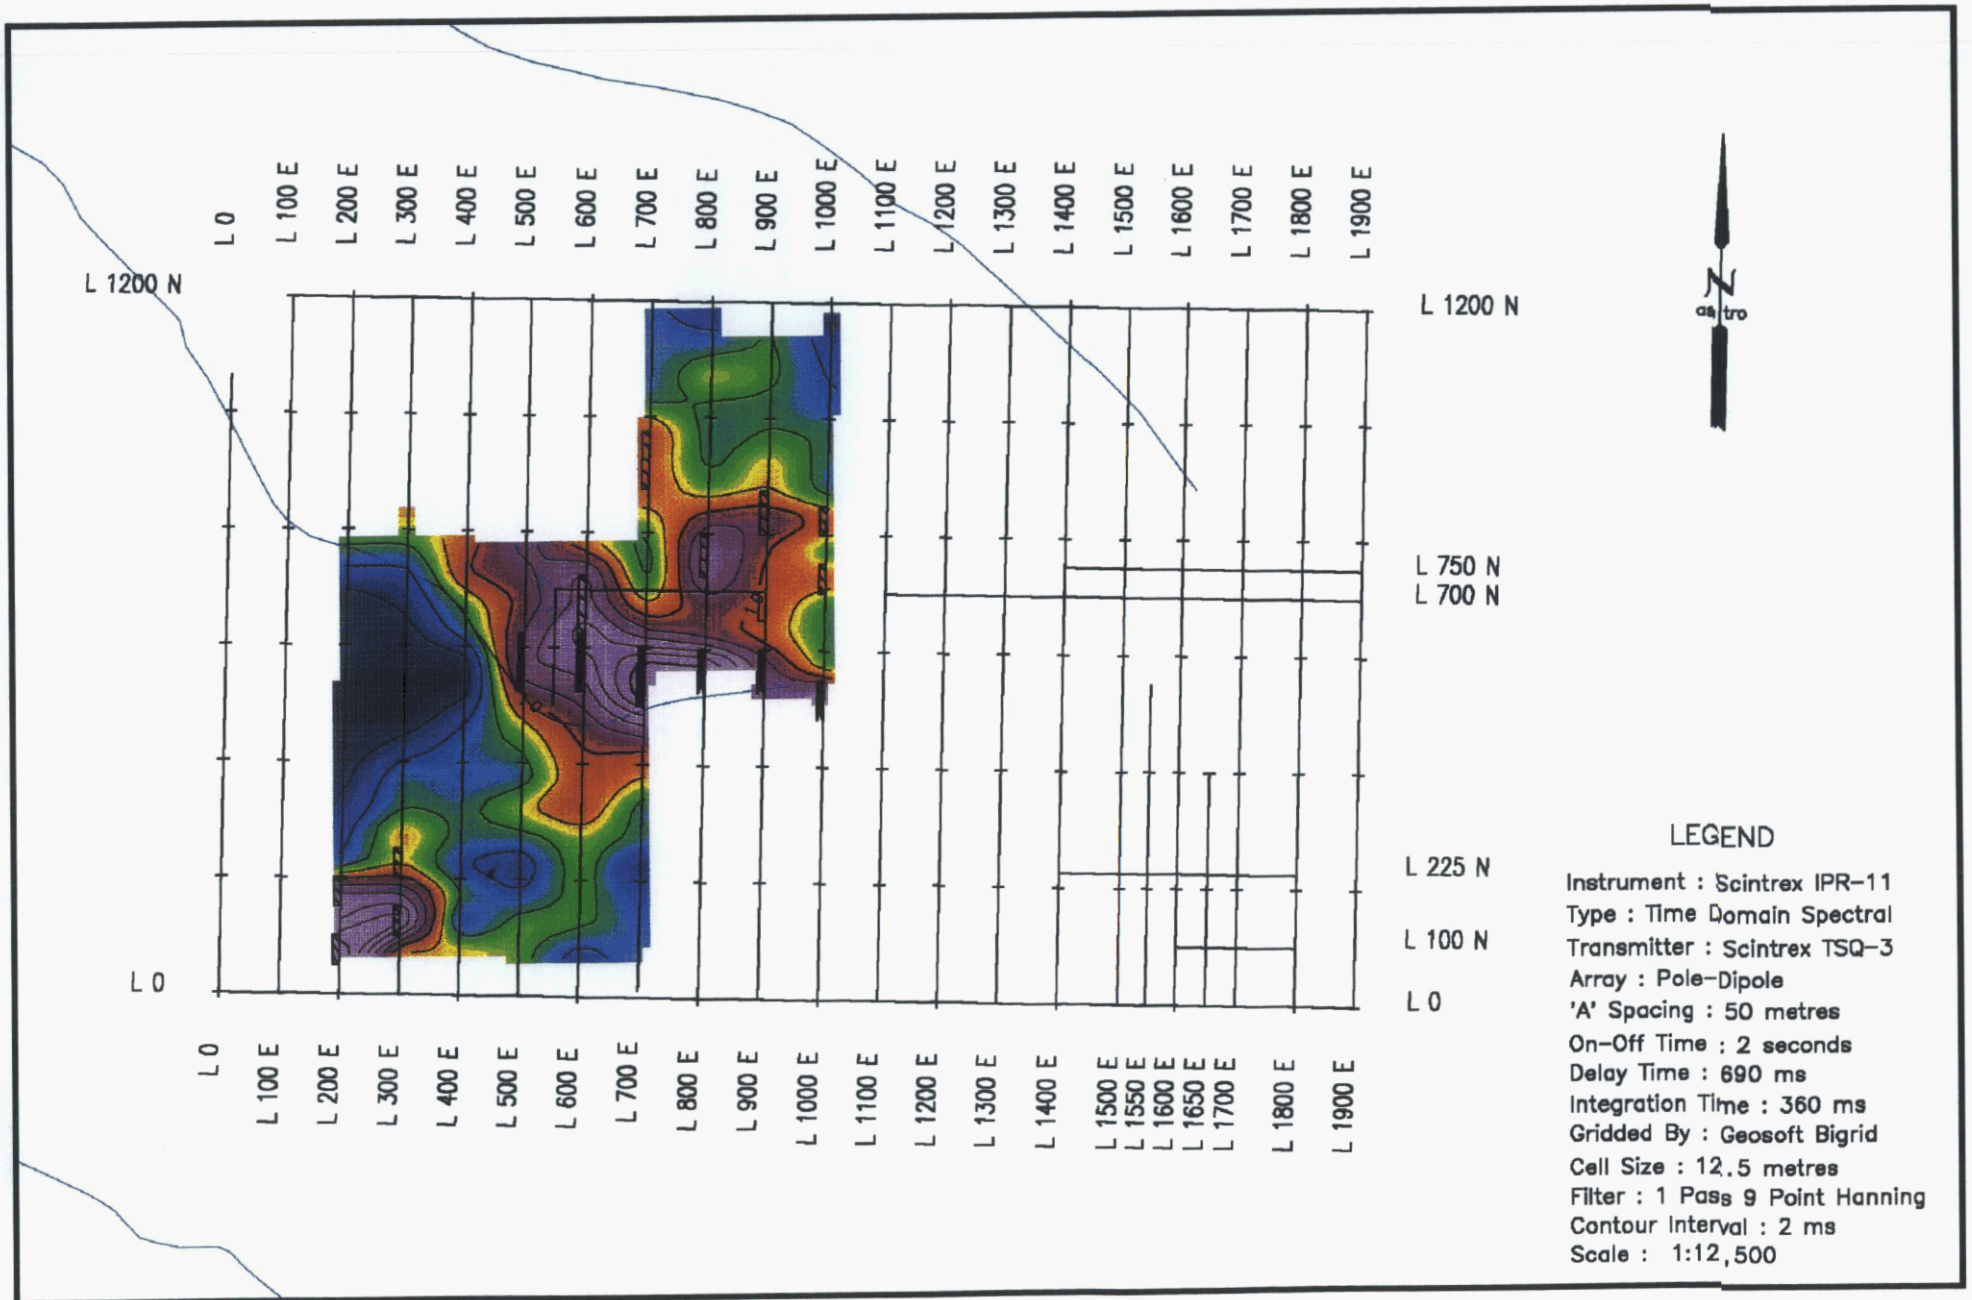 L 0
L 100 E
L 200 E
L 300 E
L 400 E
L 500 E
L 600 E
L 700 E
L 800 E
L 900 E
L 1000 E
L 1100 E
L 1200 E
L 1300 E
L 1400 E
L 1500 E
L 1600 E
L 1700 E
L 1800 E
L 1900 E
L 1200 N
L 1200 N
N
astro
L 750 N
L 700 N
L 225 N
L 100 N
L 0
L 0
L 0
L 100 E
L 200 E
L 300 E
L 400 E
L 500 E
L 600 E
L 700 E
L 800 E
L 900 E
L 1000 E
L 1100 E
L 1200 E
L 1300 E
L 1400 E
L 1500 E
L 1550 E
L 1600 E
L 1650 E
L 1700 E
L 1800 E
L 1900 E
LEGEND
Instrument : Scintrex IPR-11
Type : Time Domain Spectral
Transmitter : Scintrex TSQ-3
Array : Pole-Dipole
'A' Spacing : 50 metres
On-Off Time : 2 seconds
Delay Time : 690 ms
Integration Time : 360 ms
Gridded By : Geosoft Bigrid
Cell Size : 12.5 metres
Filter : 1 Pass 9 Point Hanning
Contour Interval : 2 ms
Scale : 1:12,500